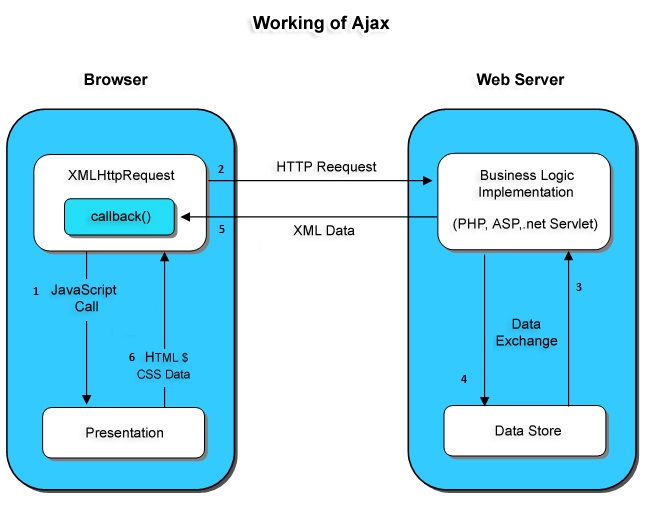 Working of Ajax
Browser
Web Server
XMLHttpRequest
callback()
2
HTTP Reequest
5
XML Data
Business Logic
Implementation
(PHP, ASP,.net Servlet)
1
JavaScript
Call
6
HTML $
CSS Data
3
Data
Exchange
4
Presentation
Data Store